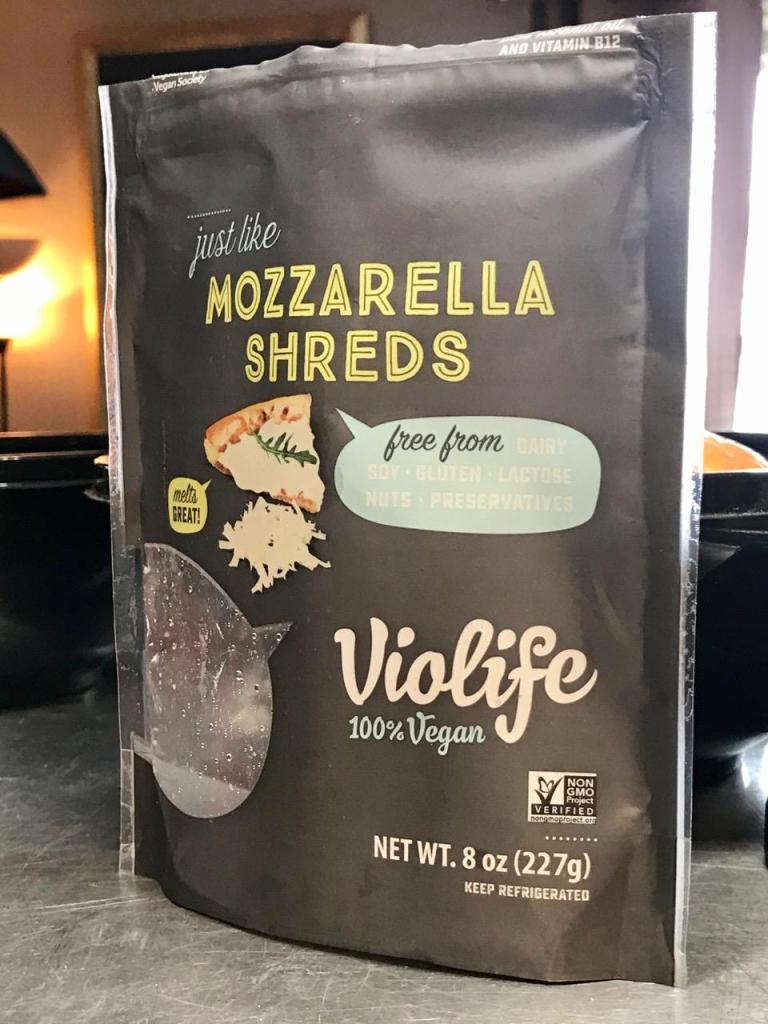 Vegan Society
AND VITAMIN B12
just like
MOZZARELLA
SHREDS
melts
GREAT!
free from DAIRY
SOY · GLUTEN · LACTOSE
NUTS · PRESERVATIVES
Violife
100% Vegan
NON
GMO
Project
VERIFIED
nongmoproject.org
NET WT. 8 oz (227g)
KEEP REFRIGERATED